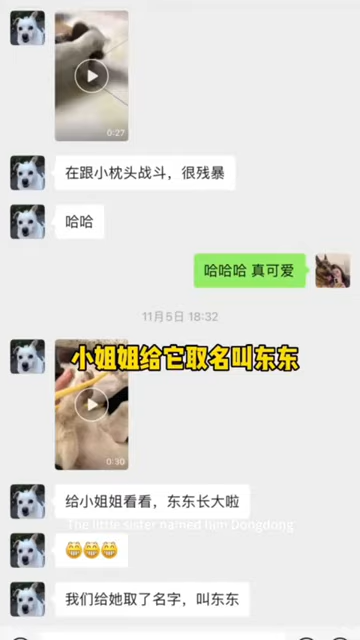 0:27
在跟小枕头战斗，很残暴
哈哈
哈哈哈 真可爱
11月5日 18:32
小姐姐给它取名叫东东
0:30
给小姐姐看看，东东长大啦
The little sister named him Dongdong
我们给她取了名字，叫东东